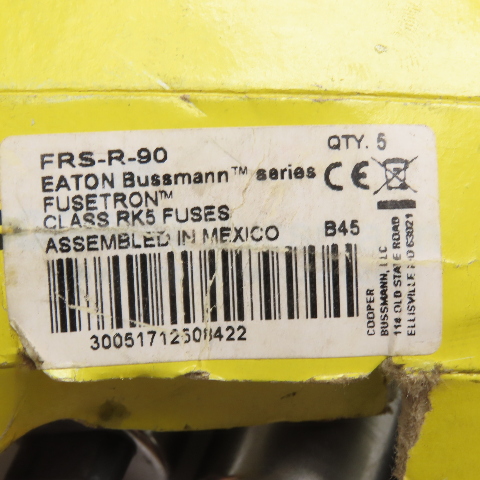 FRS-R-90
QTY. 5
EATON Bussmann™ series
FUSETRON™
CLASS RK5 FUSES
ASSEMBLED IN MEXICO
B45
CE
30051712508422
COOPER
BUSSMANN, LLC
114 OLD STATE ROAD
ELLISVILLE MO 63021